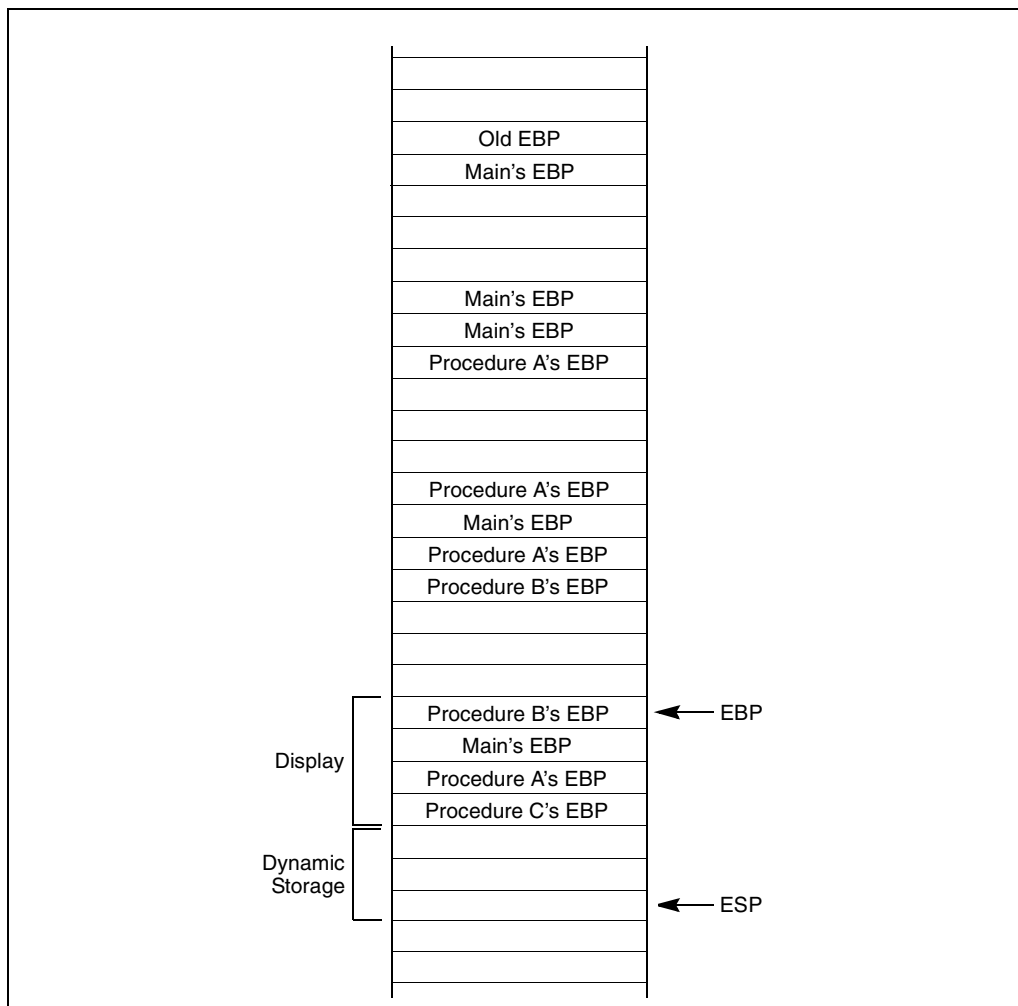 Old EBP
Main’s EBP
Main’s EBP
Main’s EBP
Procedure A’s EBP
Procedure A’s EBP
Main’s EBP
Procedure A’s EBP
Procedure B’s EBP
Procedure B’s EBP
EBP
Main’s EBP
Display
Procedure A’s EBP
Procedure C’s EBP
Dynamic
Storage
ESP